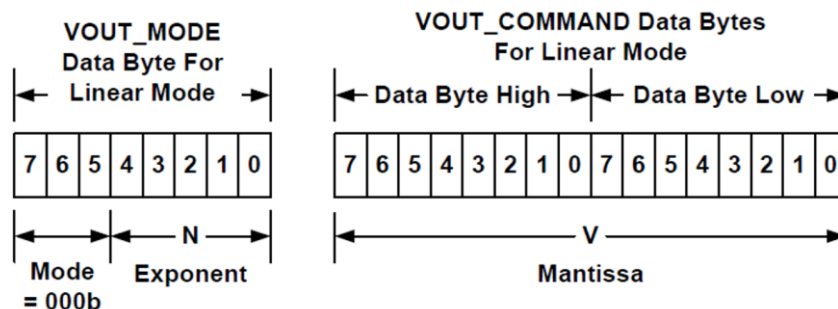 VOUT_MODE
Data Byte For
Linear Mode
VOUT_COMMAND Data Bytes
For Linear Mode
Data Byte High
Data Byte Low
7 6 5 4 3 2 1 0
7 6 5 4 3 2 1 0 7 6 5 4 3 2 1 0
N
V
Mode
= 000b
Exponent
Mantissa